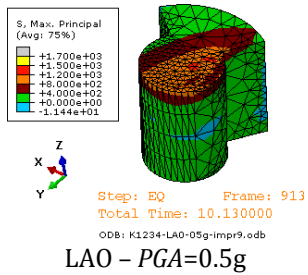 S, Max. Principal
(Avg: 75%)
+1.700e+03
+1.500e+03
+1.200e+03
+8.000e+02
+4.000e+02
+0.000e+00
-1.144e+01
Z
X
Y
Step: EQ Frame: 913
Total Time: 10.130000
ODB: K1234-LA0-05g-impr9.odb
LAO – PGA=0.5g